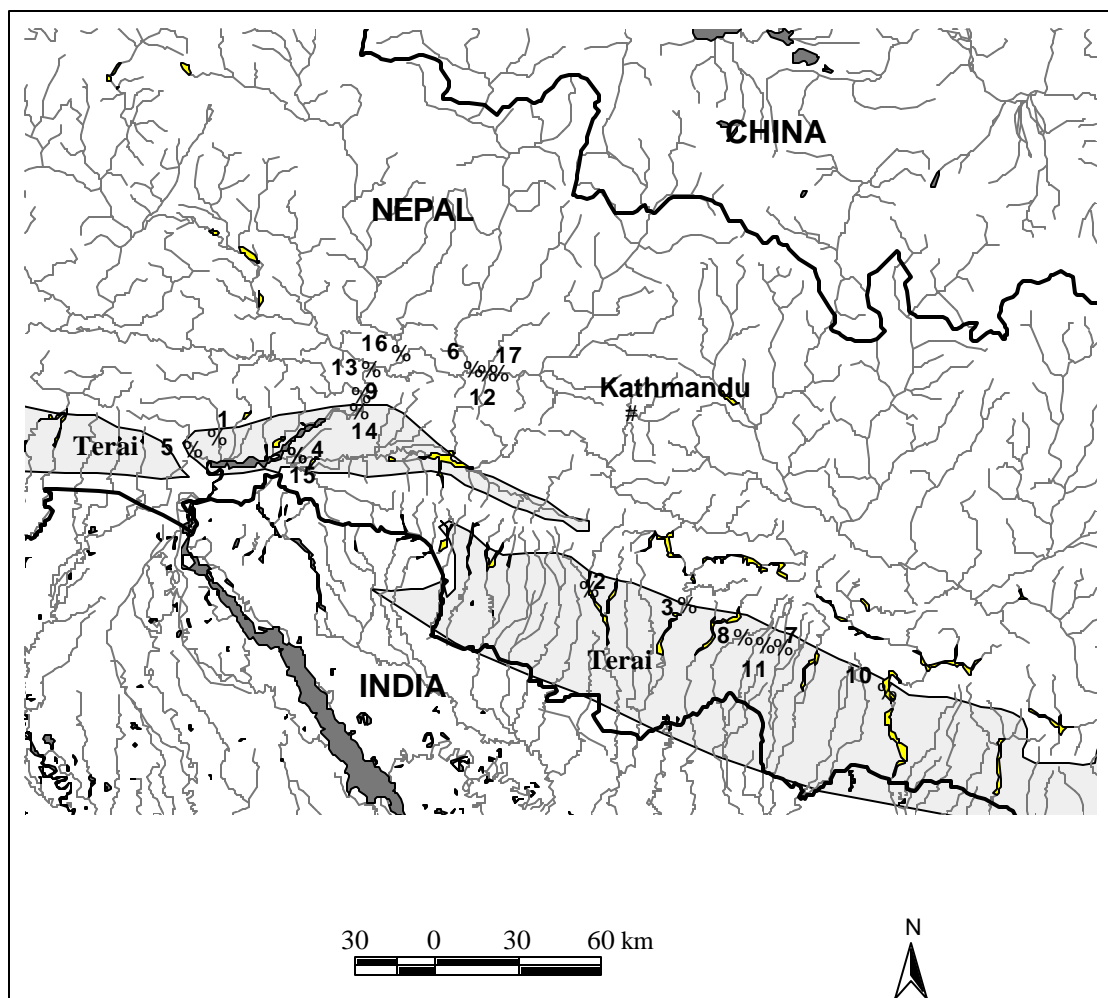 CHINA
NEPAL
16 % 6 % % % 17
13 % 12
Kathmandu
% 9 #
% 14
1 %
5 % Terai
% 4
15
% 2
3 %
8 % % % 7
Terai 11
10 %
INDIA
30 0 30 60 km
N